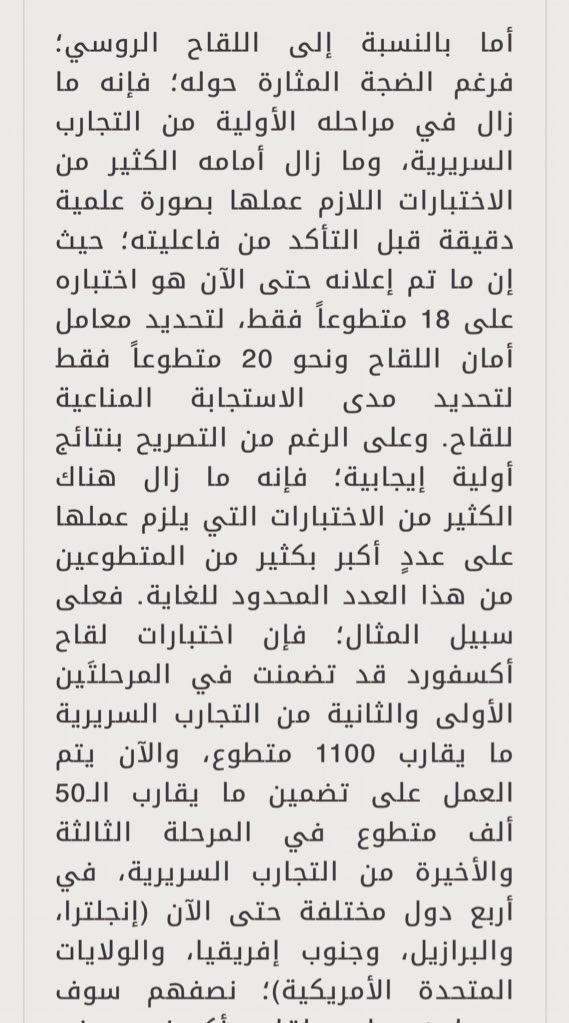 أما بالنسبة إلى اللقاح الروسي؛
فرغم الضجة المثارة حوله؛ فإنه ما
زال في مراحله الأولية من التجارب
السريرية، وما زال أمامه الكثير من
الاختبارات اللازم عملها بصورة علمية
دقيقة قبل التأكد من فاعليته؛ حيث
إن ما تم إعلانه حتى الآن هو اختباره
على 18 متطوعاً فقط، لتحديد معامل
أمان اللقاح ونحو 20 متطوعاً فقط
لتحديد مدى الاستجابة المناعية
للقاح. وعلى الرغم من التصريح بنتائج
أولية إيجابية؛ فإنه ما زال هناك
الكثير من الاختبارات التي يلزم عملها
على عددٍ أكبر بكثير من المتطوعين
من هذا العدد المحدود للغاية. فعلى
سبيل المثال؛ فإن اختبارات لقاح
أكسفورد قد تضمنت في المرحلتَين
الأولى والثانية من التجارب السريرية
ما يقارب 1100 متطوع، والآن يتم
العمل على تضمين ما يقارب الـ50
ألف متطوع في المرحلة الثالثة
والأخيرة من التجارب السريرية، في
أربع دول مختلفة حتى الآن (إنجلترا،
والبرازيل، وجنوب إفريقيا، والولايات
المتحدة الأمريكية)؛ نصفهم سوف